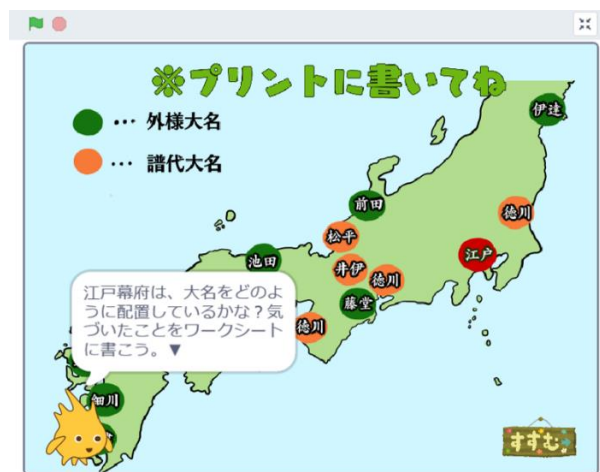 ※プリントに書いてね
… 外様大名
… 譜代大名
伊達
前田
徳川
松平
江戸
池田
井伊
徳川
藤堂
徳川
江戸幕府は、大名をどのよ
うに配置しているかな？気
づいたことをワークシート
に書こう。▼
細川
すすむ